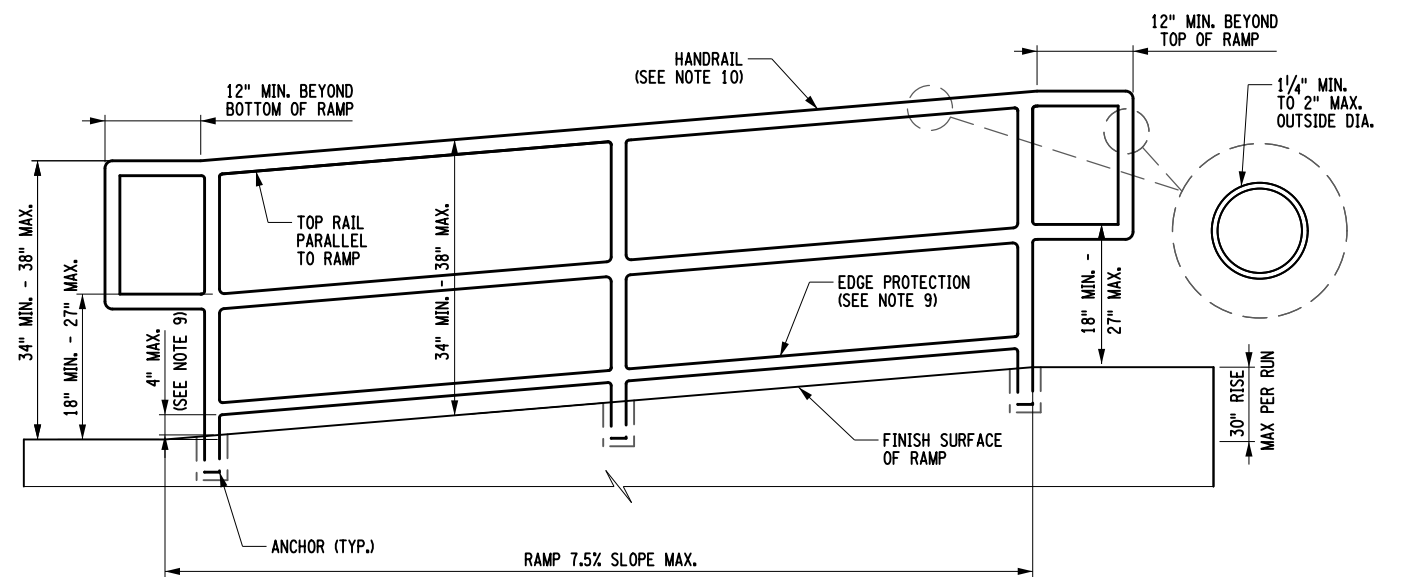 12" MIN. BEYOND
TOP OF RAMP
HANDRAIL
(SEE NOTE 10)
1¼" MIN.
TO 2" MAX.
OUTSIDE DIA.
12" MIN. BEYOND
BOTTOM OF RAMP
34" MIN. - 38" MAX.
18" MIN. - 27" MAX.
4" MAX.
(SEE NOTE 9)
TOP RAIL
PARALLEL
TO RAMP
34" MIN. - 38" MAX.
EDGE PROTECTION
(SEE NOTE 9)
18" MIN. -
27" MAX.
30" RISE
MAX PER RUN
FINISH SURFACE
OF RAMP
ANCHOR (TYP.)
RAMP 7.5% SLOPE MAX.